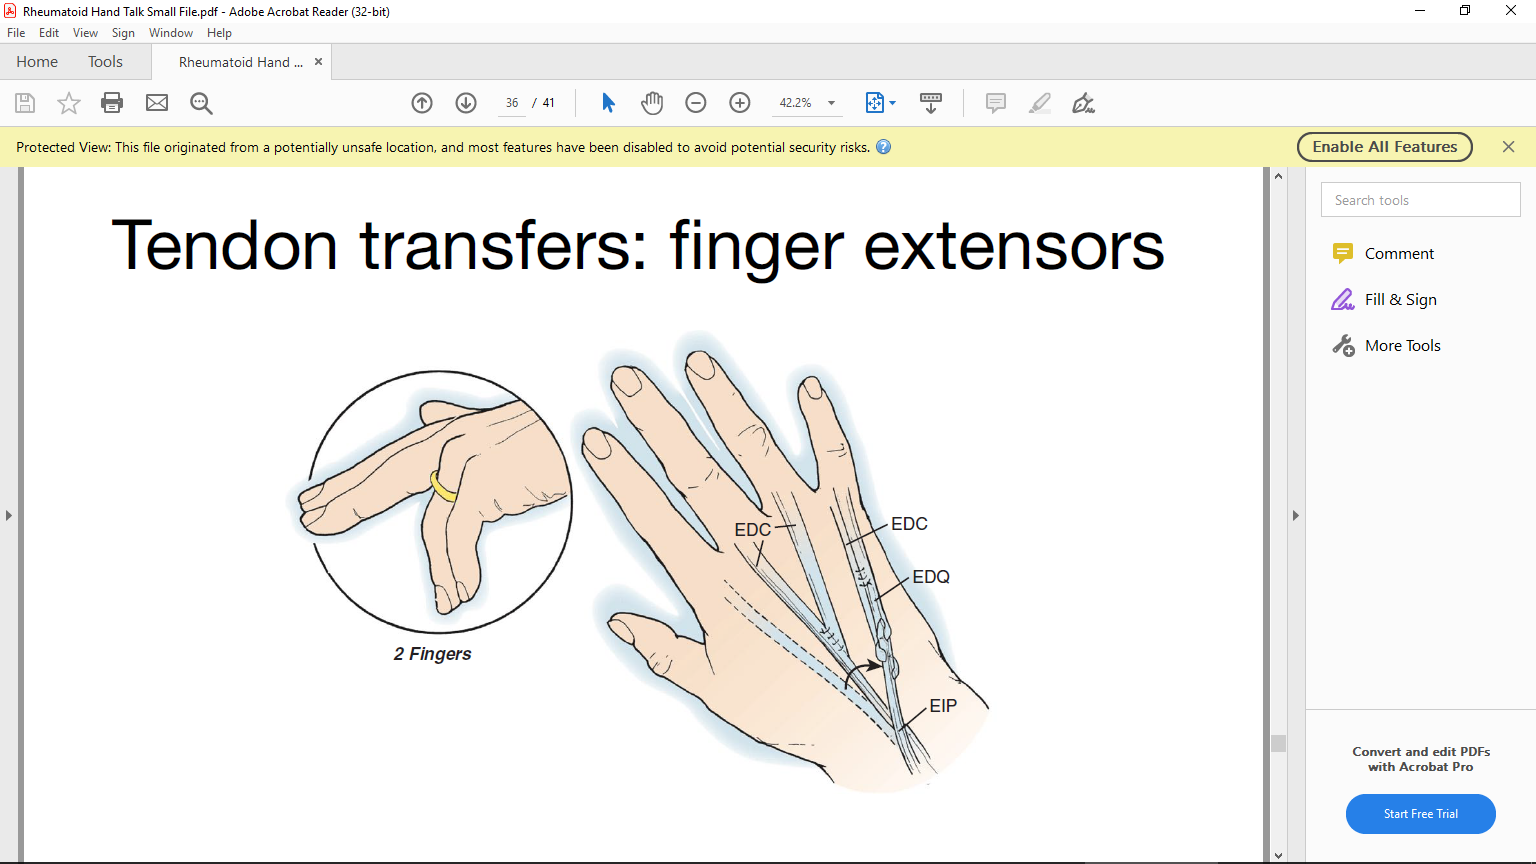 Rheumatoid Hand Talk Small File.pdf - Adobe Acrobat Reader (32-bit)
File Edit View Sign Window Help
Home Tools Rheumatoid Hand ...
36 / 41 42.2%
Protected View: This file originated from a potentially unsafe location, and most features have been disabled to avoid potential security risks.
Enable All Features
Tendon transfers: finger extensors
EDC
EDC
EDQ
EIP
2 Fingers
Search tools
Comment
Fill & Sign
More Tools
Convert and edit PDFs
with Acrobat Pro
Start Free Trial